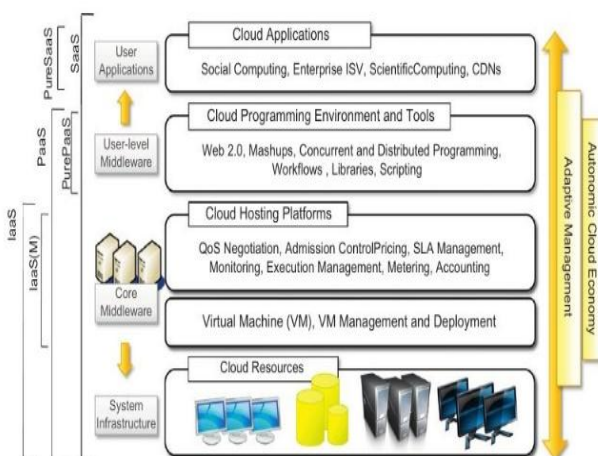 Cloud Applications
User
Applications
Social Computing, Enterprise ISV, ScientificComputing, CDNs
Cloud Programming Environment and Tools
User-level
Middleware
Web 2.0, Mashups, Concurrent and Distributed Programming,
Workflows , Libraries, Scripting
Cloud Hosting Platforms
QoS Negotiation, Admission ControlPricing, SLA Management,
Monitoring, Execution Management, Metering, Accounting
Core
Middleware
Virtual Machine (VM), VM Management and Deployment
Cloud Resources
System
Infrastructure
PureSaaS
SaaS
PaaS
PurePaaS
IaaS
IaaS(M)
Adaptive Management
Autonomic Cloud Economy